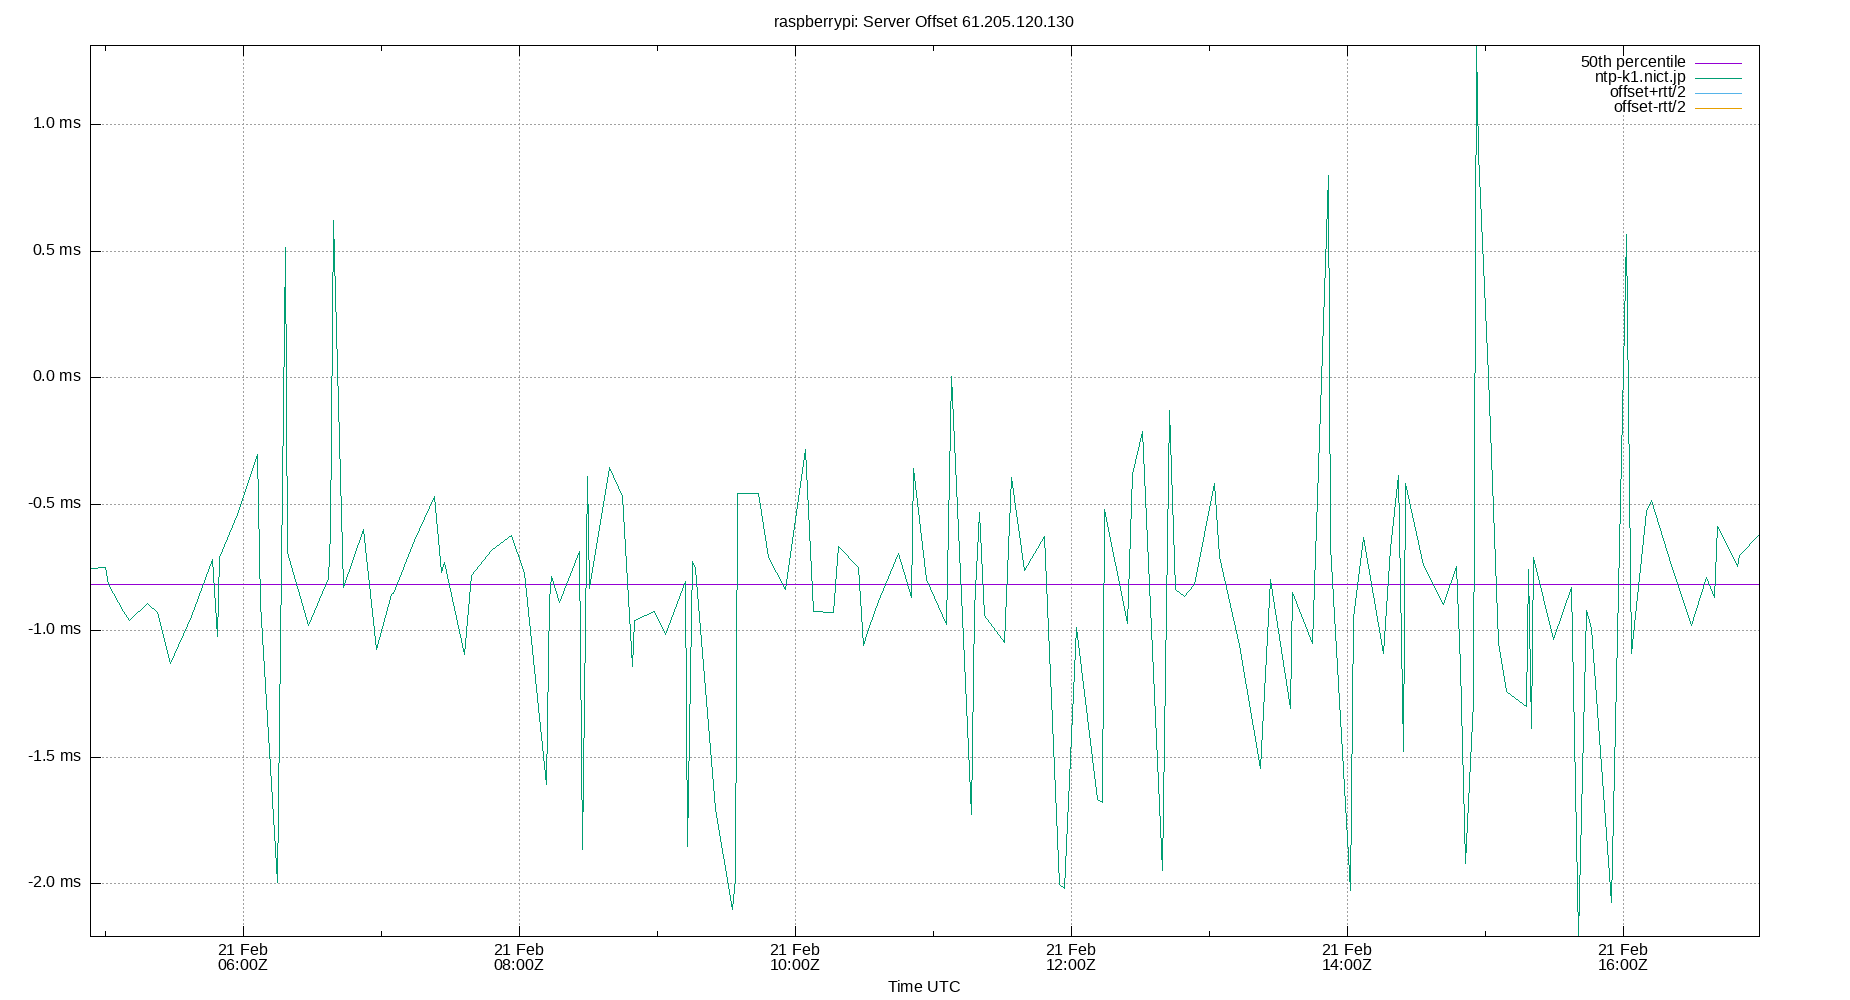 raspberrypi: Server Offset 61.205.120.130
50th percentile
ntp-k1.nict.jp
offset+rtt/2
offset-rtt/2
1.0 ms
0.5 ms
0.0 ms
-0.5 ms
-1.0 ms
-1.5 ms
-2.0 ms
21 Feb 21 Feb 21 Feb 21 Feb 21 Feb 21 Feb
06:00Z 08:00Z 10:00Z 12:00Z 14:00Z 16:00Z
Time UTC